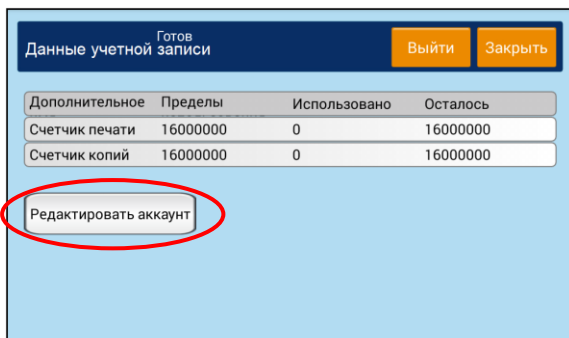 Готов
Данные учетной записи
Выйти
Закрыть
Дополнительное Пределы Использовано Осталось
Счетчик печати 16000000 0 16000000
Счетчик копий 16000000 0 16000000
Редактировать аккаунт